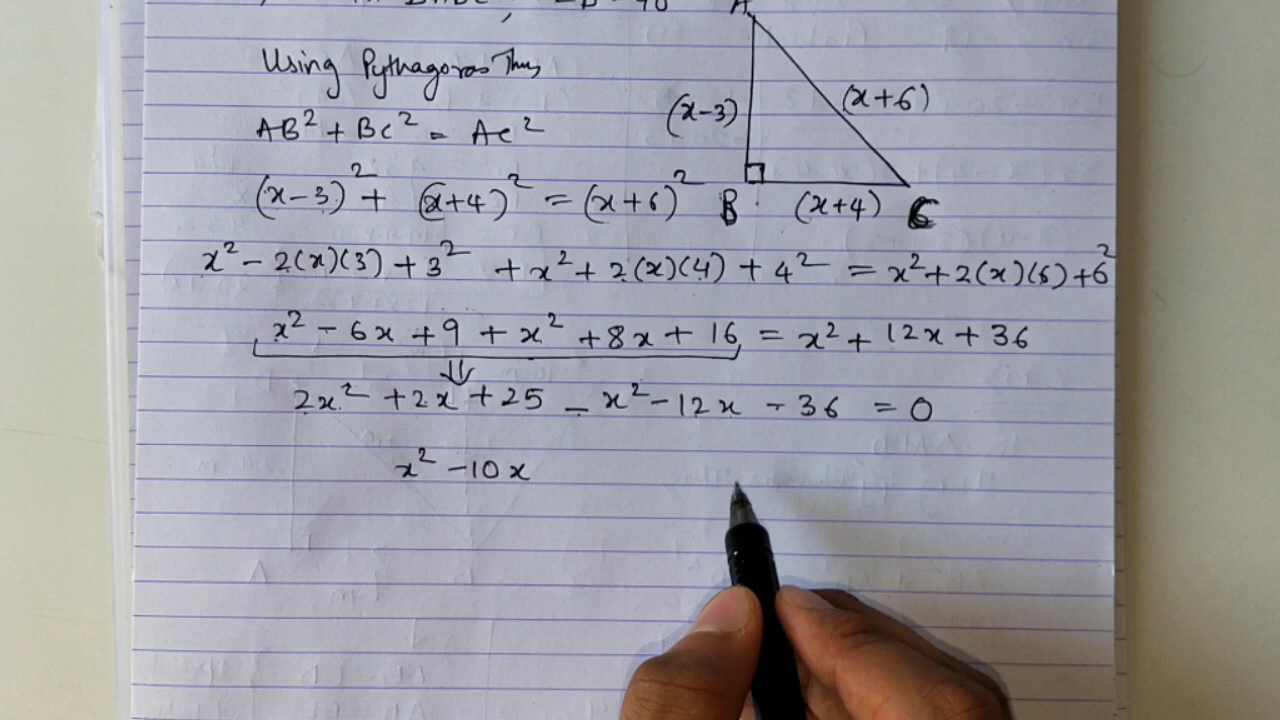 A
Using Pythagoras Thm
AB² + BC² = AC²
(x-3)
(x+6)
(x-3)² + (x+4)² = (x+6)²
B
(x+4)
C
x² - 2(x)(3) + 3² + x² + 2(x)(4) + 4² = x² + 2(x)(6) + 6²
x² - 6x + 9 + x² + 8x + 16 = x² + 12x + 36
⇓
2x² + 2x + 25 - x² - 12x - 36 = 0
x² - 10x